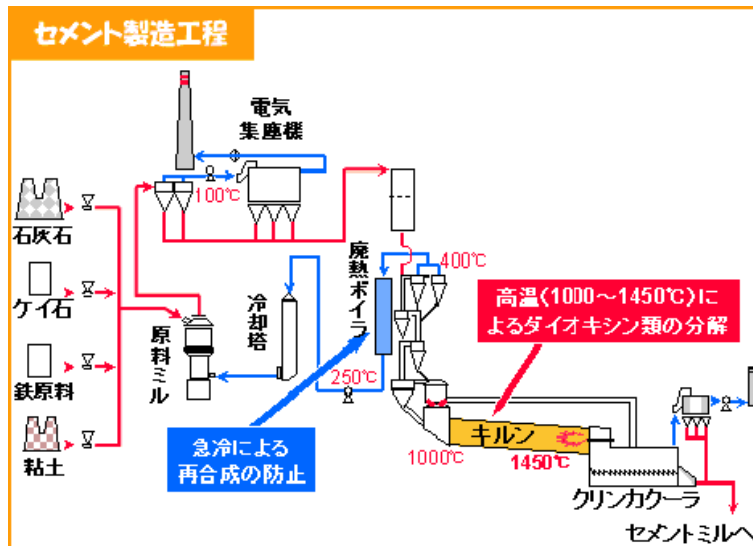 セメント製造工程
電気
集塵機
100℃
石灰石
ケイ石
鉄原料
粘土
原料ミル
冷却塔
廃熱ボイラ
400℃
250℃
高温(1000～1450℃)に
よるダイオキシン類の分解
急冷による
再合成の防止
キルン
1000℃
1450℃
クリンカクーラ
セメントミルへ